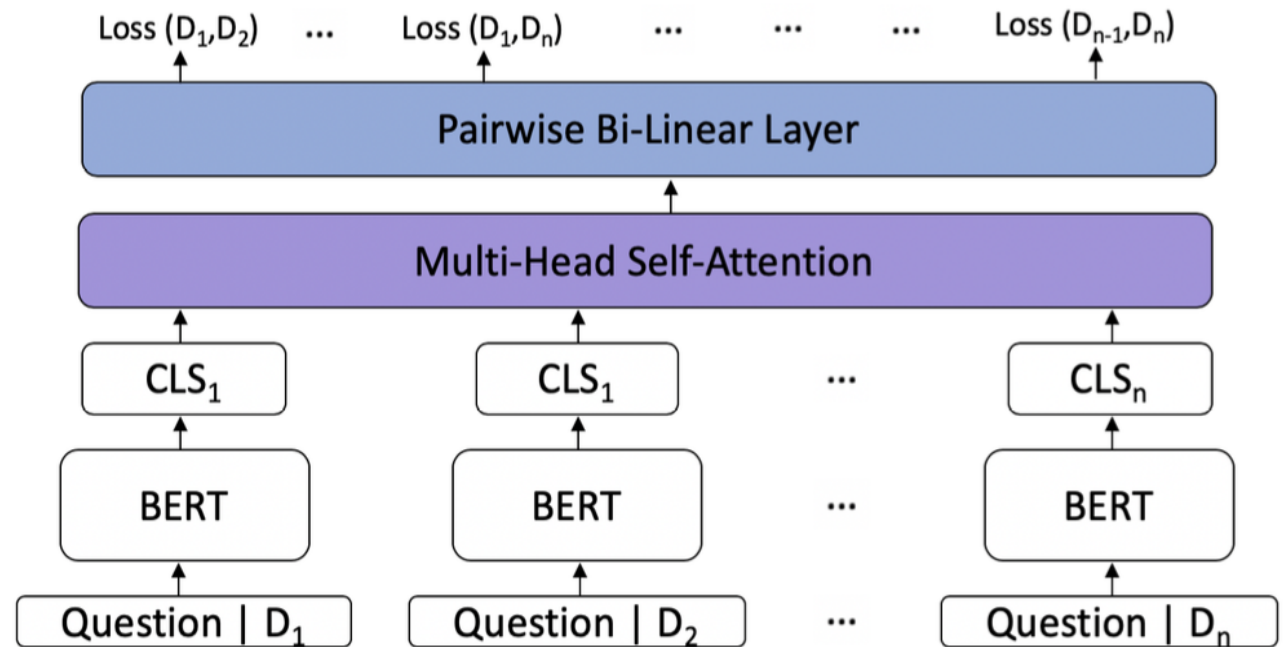 Loss (D₁,D₂) ... Loss (D₁,Dₙ) ... ... ... Loss (Dₙ₋₁,Dₙ)
Pairwise Bi-Linear Layer
Multi-Head Self-Attention
CLS₁ CLS₁ ... CLSₙ
BERT BERT ... BERT
Question | D₁ Question | D₂ ... Question | Dₙ